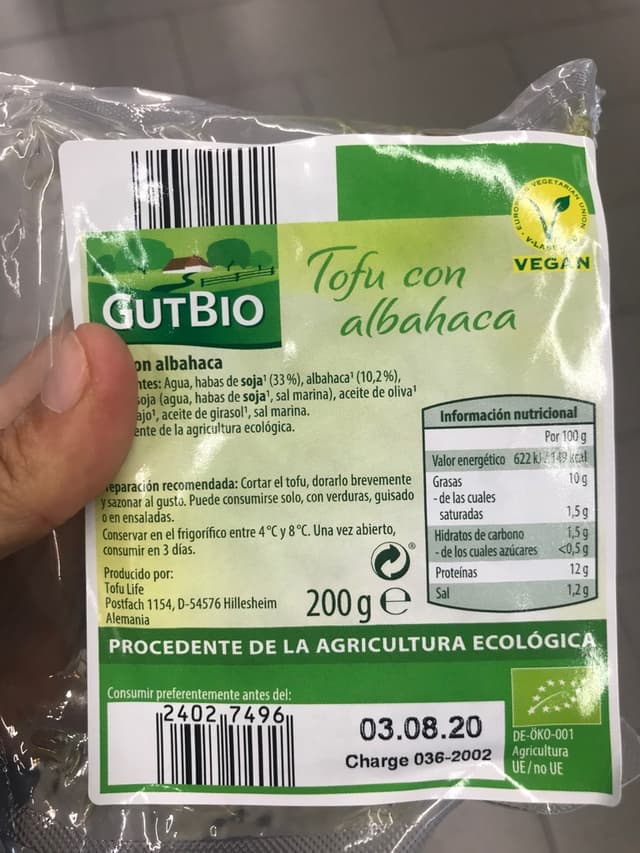 EURO VEGETARIAN UNION
V-LABEL
VEGAN
GUTBIO
Tofu con
albahaca
on albahaca
ntes: Agua, habas de soja¹ (33%), albahaca¹ (10,2%),
soja (agua, habas de soja¹, sal marina), aceite de oliva¹
ajo¹, aceite de girasol¹, sal marina.
ente de la agricultura ecológica.
eparación recomendada: Cortar el tofu, dorarlo brevemente
y sazonar al gusto. Puede consumirse solo, con verduras, guisado
o en ensaladas.
Conservar en el frigorífico entre 4°C y 8°C. Una vez abierto,
consumir en 3 días.
Producido por:
Tofu Life
Postfach 1154, D-54576 Hillesheim
Alemania
200 g e
Información nutricional
Por 100 g
Valor energético 622 kJ / 149 kcal
Grasas 10 g
- de las cuales
saturadas 1,5 g
Hidratos de carbono 1,5 g
- de los cuales azúcares <0,5 g
Proteínas 12 g
Sal 1,2 g
PROCEDENTE DE LA AGRICULTURA ECOLÓGICA
Consumir preferentemente antes del:
2402 7496
03.08.20
Charge 036-2002
DE-ÖKO-001
Agricultura
UE/no UE